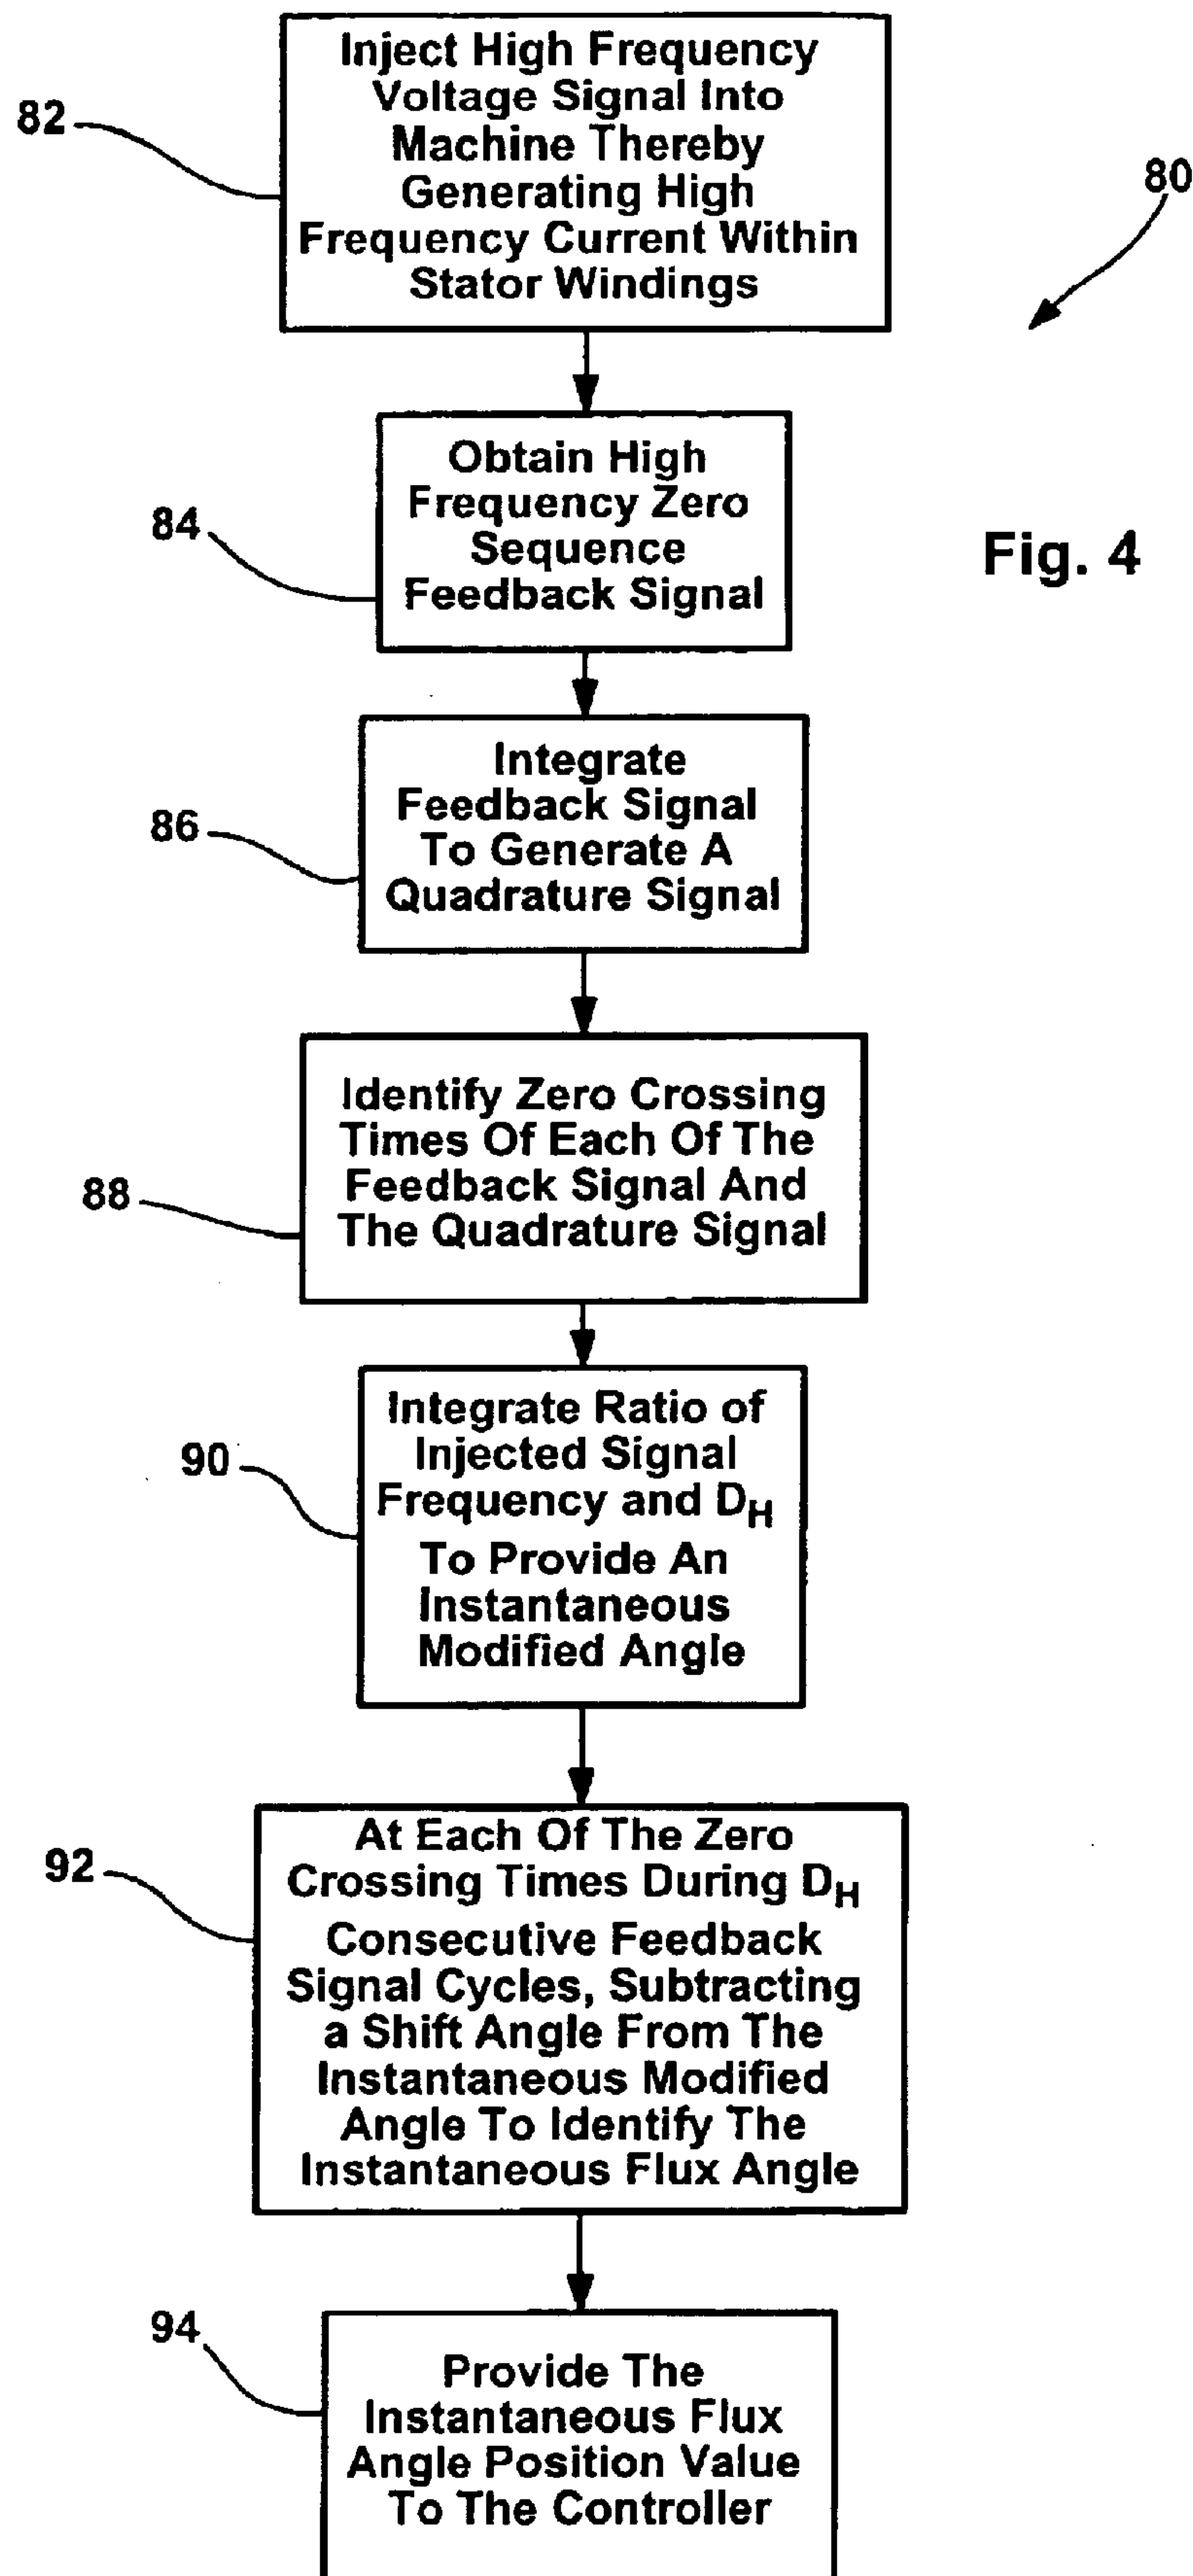 Inject High Frequency
Voltage Signal Into
Machine Thereby
Generating High
Frequency Current Within
Stator Windings
82
80
Obtain High
Frequency Zero
Sequence
Feedback Signal
84
Fig. 4
Integrate
Feedback Signal
To Generate A
Quadrature Signal
86
Identify Zero Crossing
Times Of Each Of The
Feedback Signal And
The Quadrature Signal
88
Integrate Ratio of
Injected Signal
Frequency and DH
To Provide An
Instantaneous
Modified Angle
90
At Each Of The Zero
Crossing Times During DH
Consecutive Feedback
Signal Cycles, Subtracting
a Shift Angle From The
Instantaneous Modified
Angle To Identify The
Instantaneous Flux Angle
92
Provide The
Instantaneous Flux
Angle Position Value
To The Controller
94